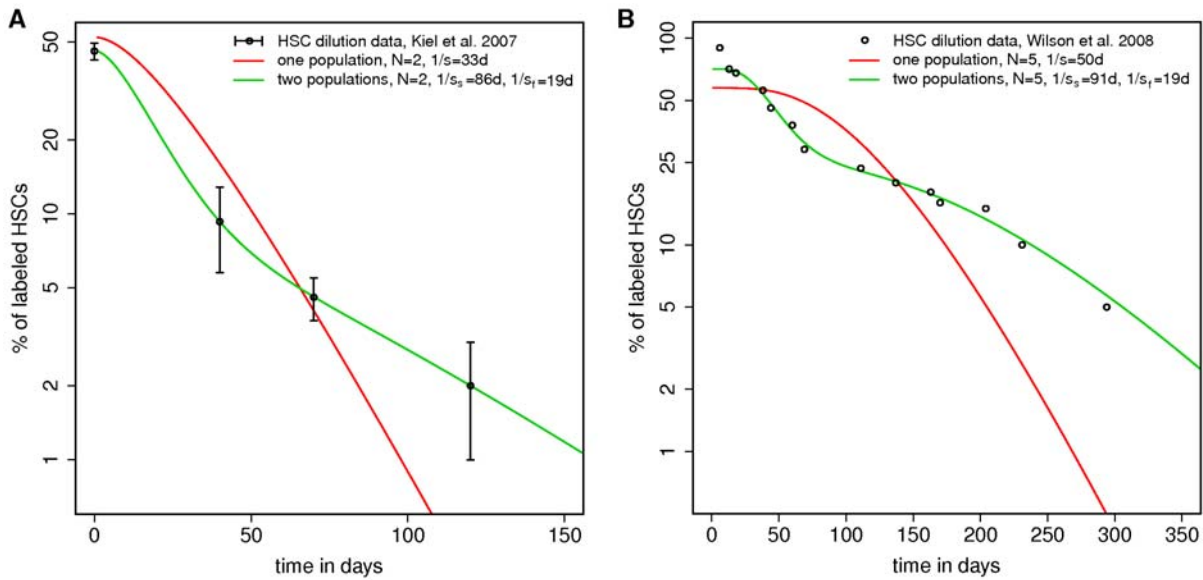 A
HSC dilution data, Kiel et al. 2007
one population, N=2, 1/s=33d
two populations, N=2, 1/sₛ=86d, 1/s_f=19d
% of labeled HSCs
50
20
10
5
2
1
0 50 100 150
time in days
B
HSC dilution data, Wilson et al. 2008
one population, N=5, 1/s=50d
two populations, N=5, 1/sₛ=91d, 1/s_f=19d
% of labeled HSCs
100
50
25
10
5
2
1
0 50 100 150 200 250 300 350
time in days